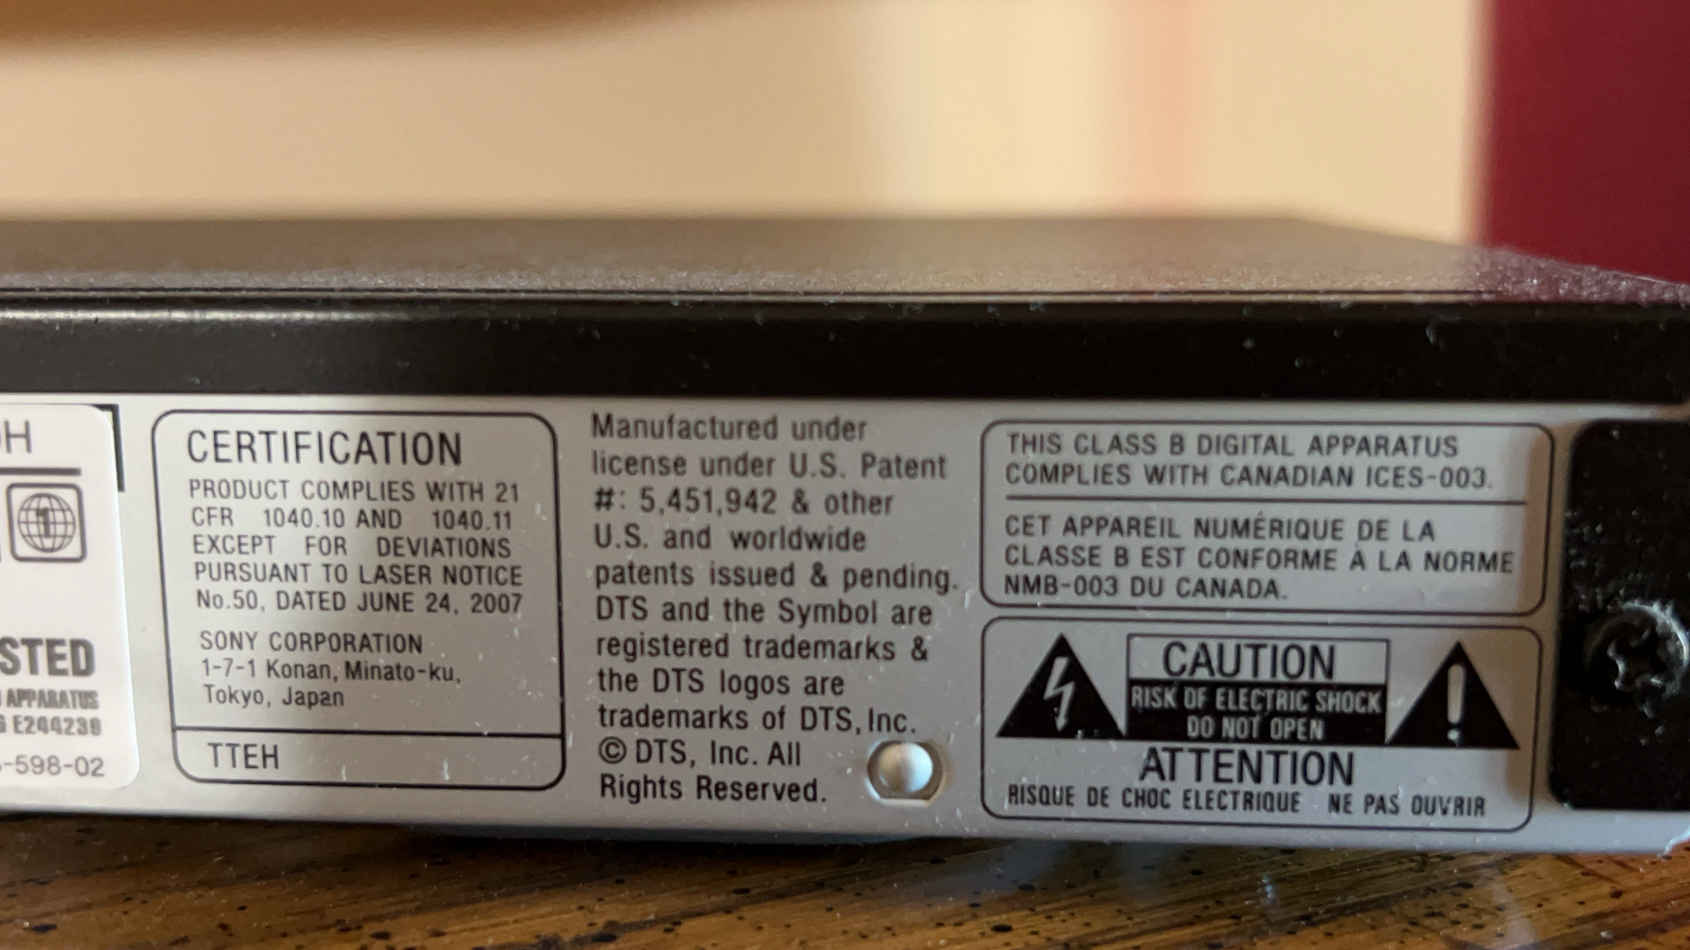 1
STED
APPARATUS
E244239
-598-02
CERTIFICATION
PRODUCT COMPLIES WITH 21
CFR 1040.10 AND 1040.11
EXCEPT FOR DEVIATIONS
PURSUANT TO LASER NOTICE
No.50, DATED JUNE 24, 2007
SONY CORPORATION
1-7-1 Konan, Minato-ku,
Tokyo, Japan
TTEH
Manufactured under
license under U.S. Patent
#: 5,451,942 & other
U.S. and worldwide
patents issued & pending.
DTS and the Symbol are
registered trademarks &
the DTS logos are
trademarks of DTS, Inc.
© DTS, Inc. All
Rights Reserved.
THIS CLASS B DIGITAL APPARATUS
COMPLIES WITH CANADIAN ICES-003.
CET APPAREIL NUMÉRIQUE DE LA
CLASSE B EST CONFORME À LA NORME
NMB-003 DU CANADA.
CAUTION
RISK OF ELECTRIC SHOCK
DO NOT OPEN
ATTENTION
RISQUE DE CHOC ELECTRIQUE NE PAS OUVRIR